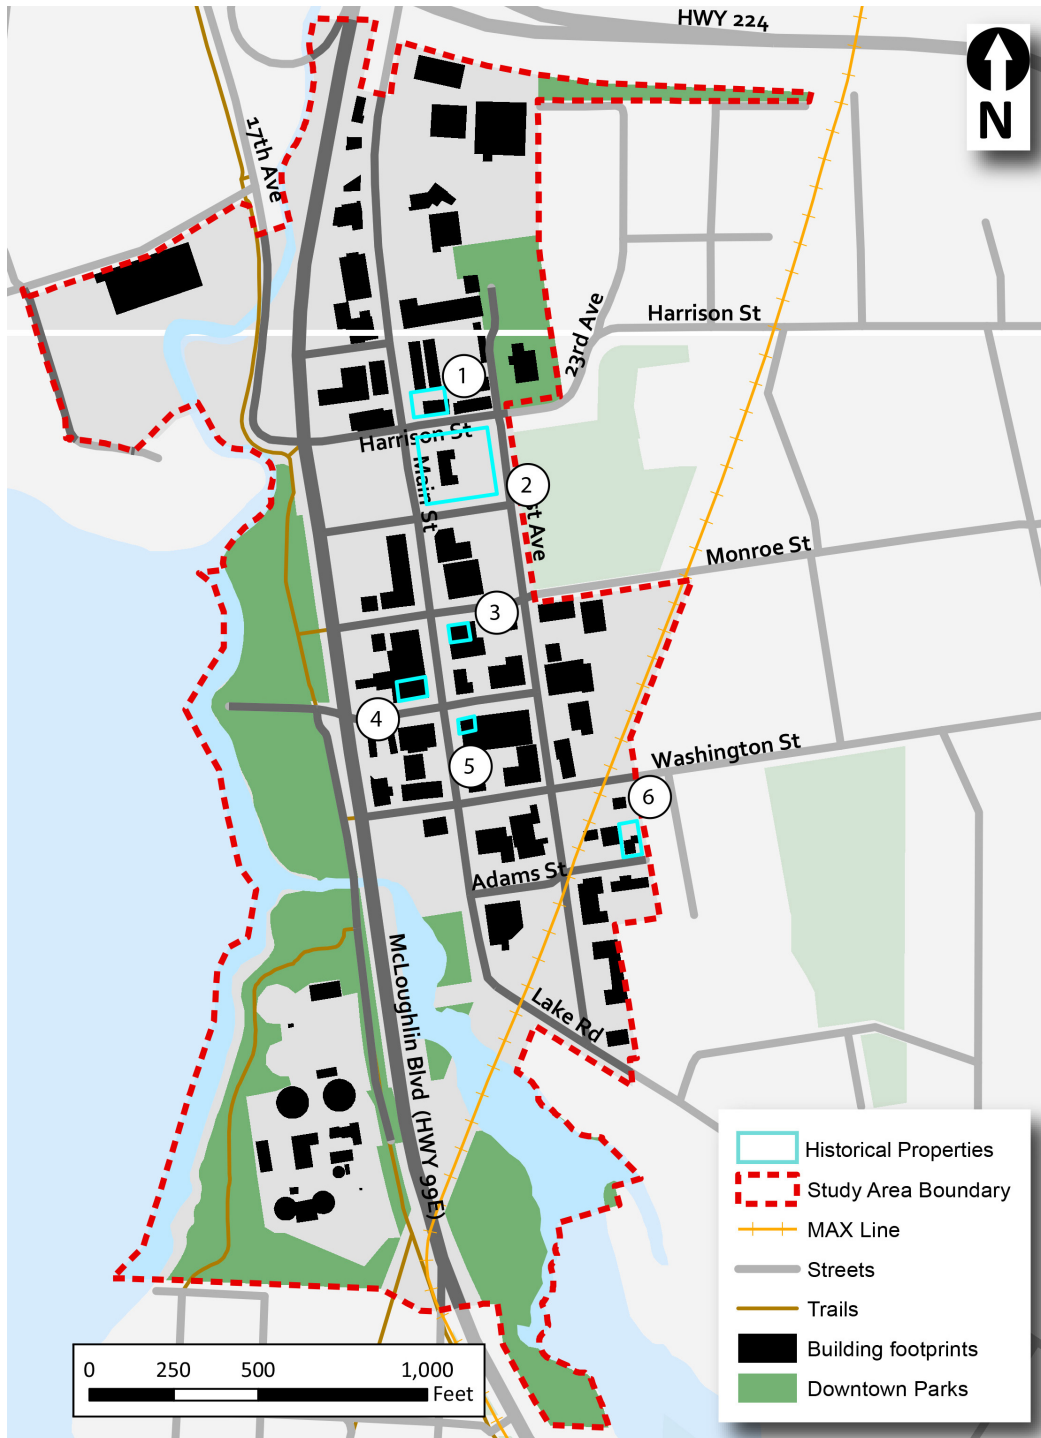 HWY 224
N
17th Ave
Harrison St
23rd Ave
1
Harrison St
Main St
2
st Ave
Monroe St
3
4
5
Washington St
6
Adams St
McLoughlin Blvd (HWY 99E)
Lake Rd
Historical Properties
Study Area Boundary
MAX Line
Streets
Trails
Building footprints
Downtown Parks
0 250 500 1,000
Feet